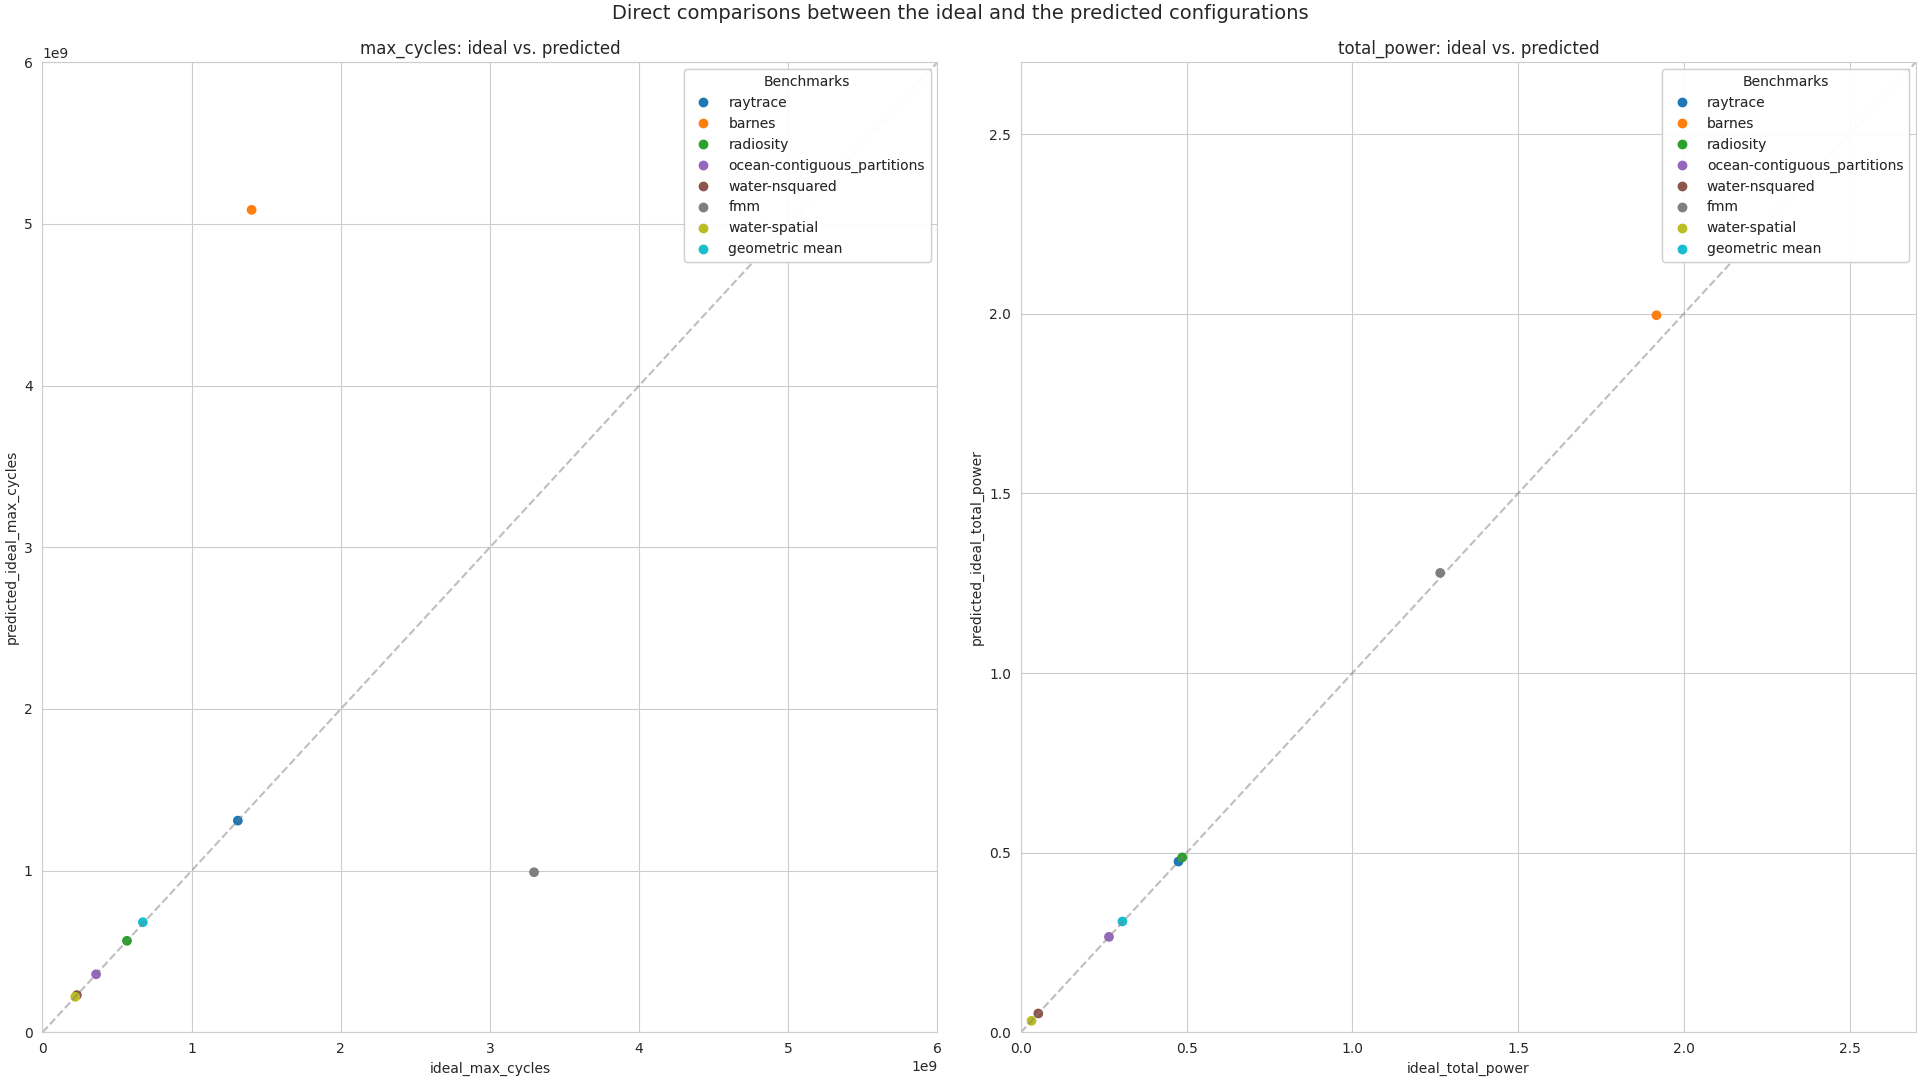 Direct comparisons between the ideal and the predicted configurations
max_cycles: ideal vs. predicted
1e9
6
5
4
3
2
1
0
predicted_ideal_max_cycles
0 1 2 3 4 5 6
ideal_max_cycles
1e9
Benchmarks
raytrace
barnes
radiosity
ocean-contiguous_partitions
water-nsquared
fmm
water-spatial
geometric mean
total_power: ideal vs. predicted
2.5
2.0
1.5
1.0
0.5
0.0
predicted_ideal_total_power
0.0 0.5 1.0 1.5 2.0 2.5
ideal_total_power
Benchmarks
raytrace
barnes
radiosity
ocean-contiguous_partitions
water-nsquared
fmm
water-spatial
geometric mean